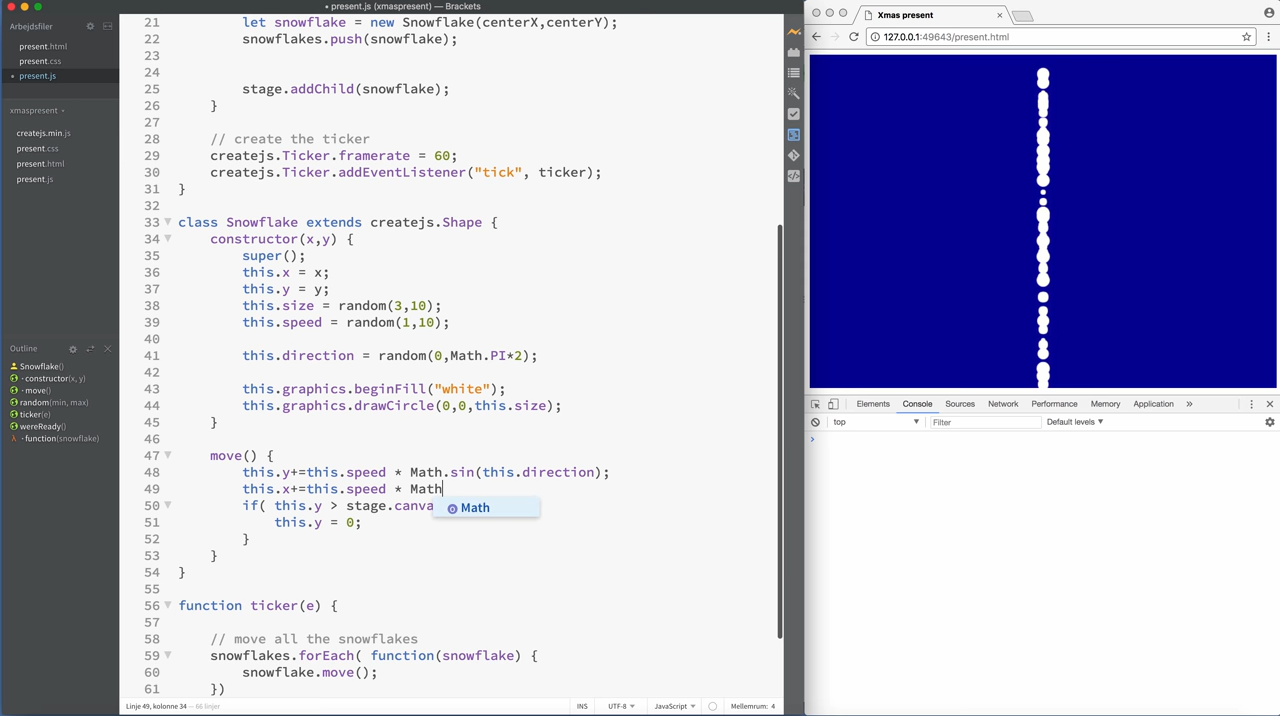 present.js (xmaspresent) — Brackets
Arbejdsfiler
present.html
present.css
present.js
xmaspresent
createjs.min.js
present.css
present.html
present.js
Outline
Snowflake()
constructor(x, y)
move()
random(min, max)
ticker(e)
wereReady()
function(snowflake)
21 let snowflake = new Snowflake(centerX,centerY);
22 snowflakes.push(snowflake);
23
24
25 stage.addChild(snowflake);
26 }
27
28 // create the ticker
29 createjs.Ticker.framerate = 60;
30 createjs.Ticker.addEventListener("tick", ticker);
31 }
32
33 class Snowflake extends createjs.Shape {
34 constructor(x,y) {
35 super();
36 this.x = x;
37 this.y = y;
38 this.size = random(3,10);
39 this.speed = random(1,10);
40
41 this.direction = random(0,Math.PI*2);
42
43 this.graphics.beginFill("white");
44 this.graphics.drawCircle(0,0,this.size);
45 }
46
47 move() {
48 this.y+=this.speed * Math.sin(this.direction);
49 this.x+=this.speed * Math
50 if( this.y > stage.canva
Math
51 this.y = 0;
52 }
53 }
54 }
55
56 function ticker(e) {
57
58 // move all the snowflakes
59 snowflakes.forEach( function(snowflake) {
60 snowflake.move();
61 })
Linje 49, kolonne 34 — 66 linjer
INS UTF-8 JavaScript Mellemrum: 4
Xmas present
127.0.0.1:49643/present.html
Elements Console Sources Network Performance Memory Application »
top Filter Default levels